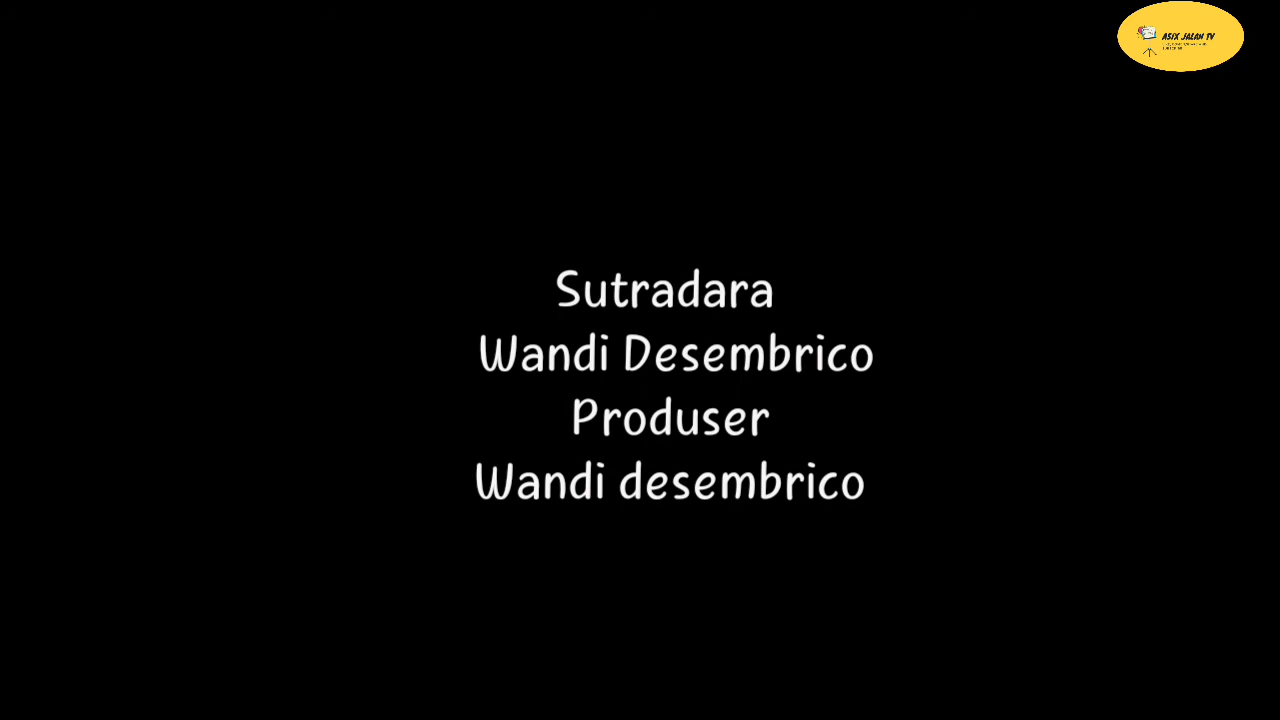 ASIX JALAN TV
Sutradara
Wandi Desembrico
Produser
Wandi desembrico